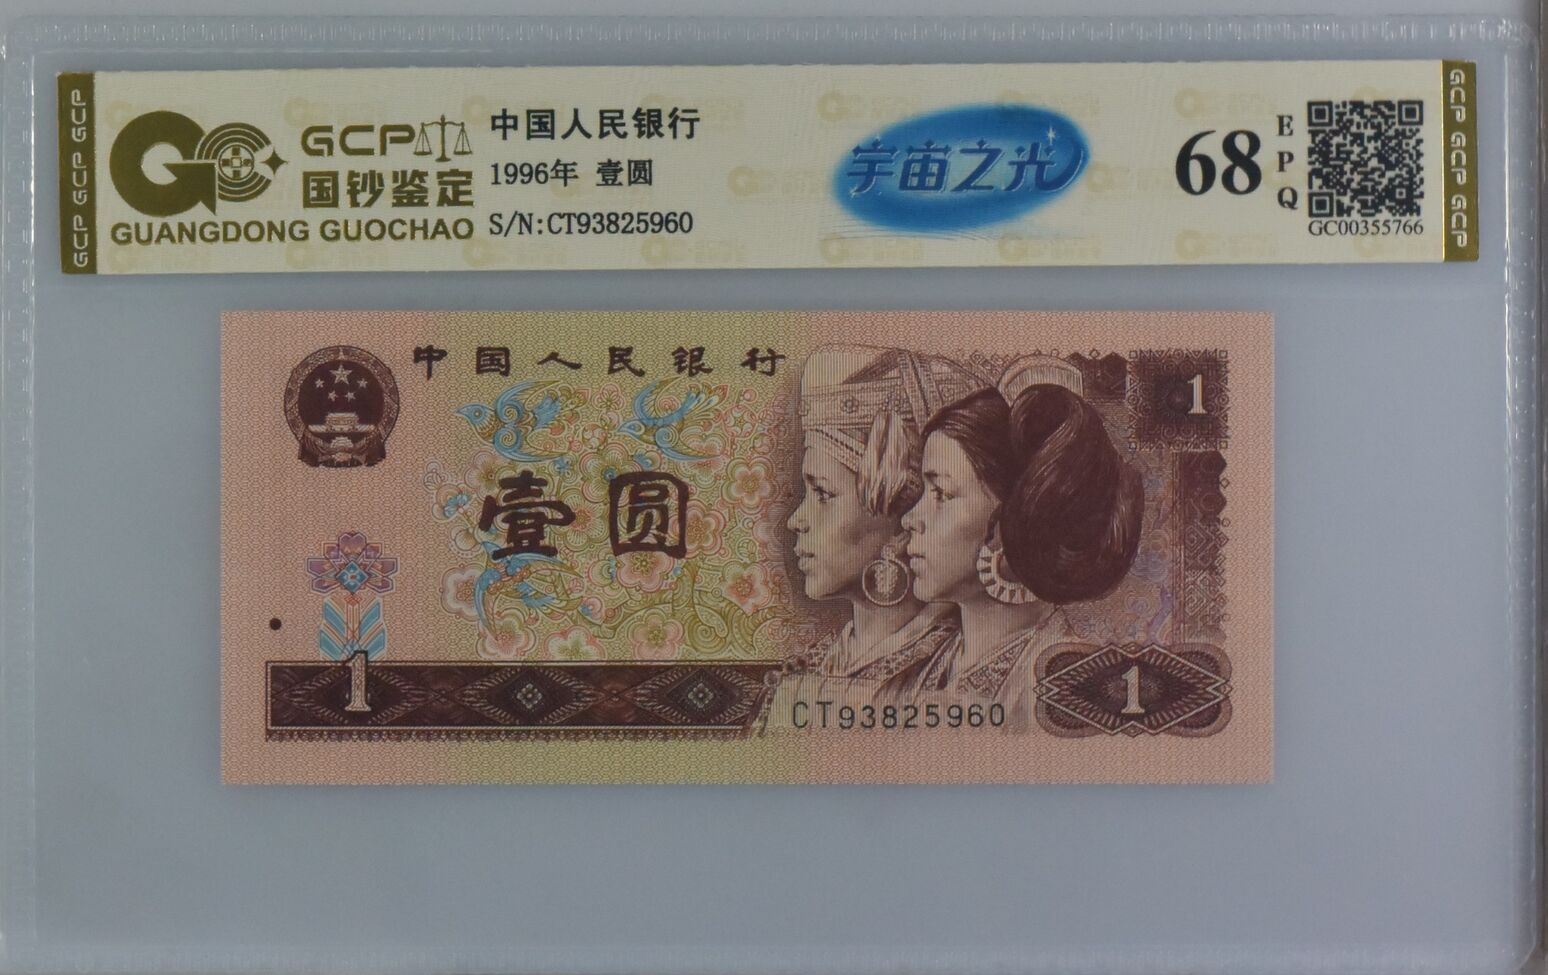 GCP GCP GCP GCP
GCP
国钞鉴定
GUANGDONG GUOCHAO
中国人民银行
1996年 壹圆
S/N:CT93825960
宇宙之光
68
EPQ
GC00355766
GCP GCP GCP
中国人民银行
1
壹圆
1
CT93825960
1